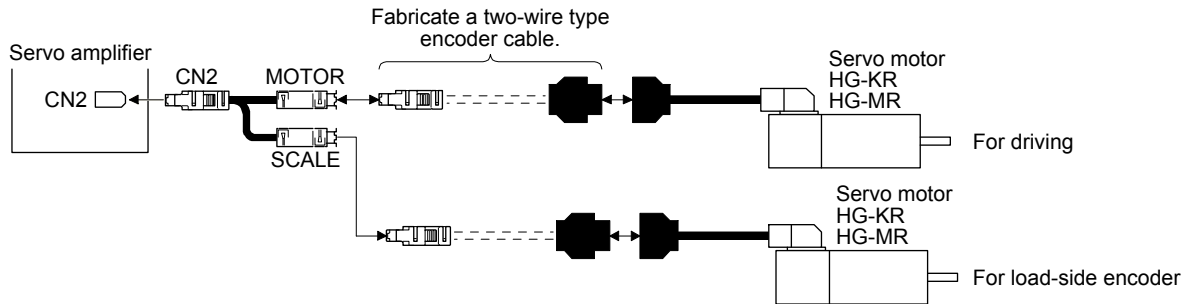 Fabricate a two-wire type
encoder cable.
Servo amplifier
CN2
CN2
MOTOR
SCALE
Servo motor
HG-KR
HG-MR
For driving
Servo motor
HG-KR
HG-MR
For load-side encoder